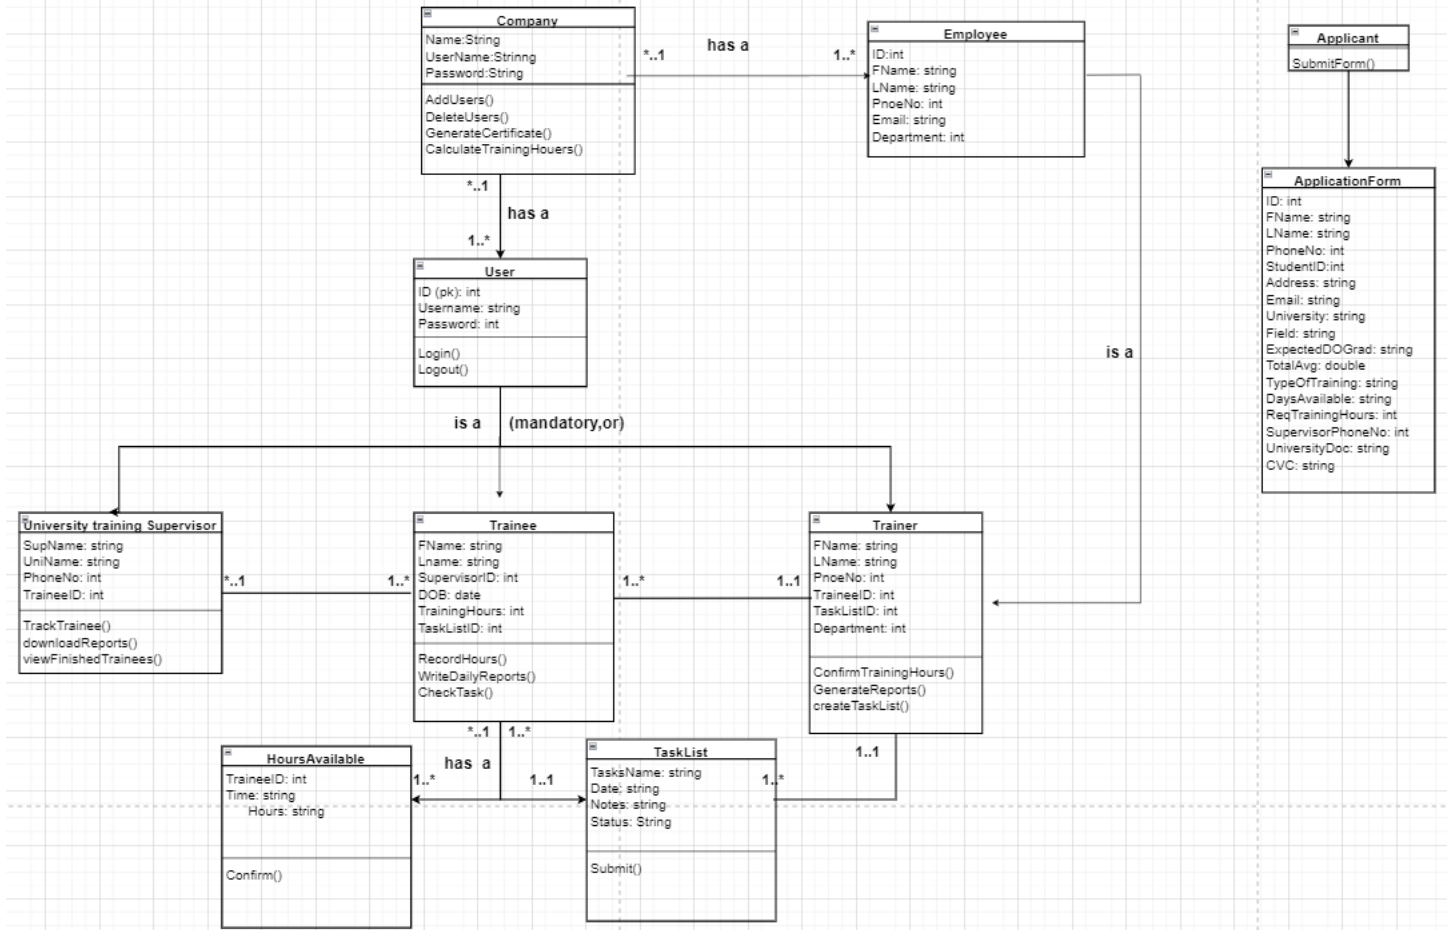 Company
Name:String
UserName:Strinng
Password:String
AddUsers()
DeleteUsers()
GenerateCertificate()
CalculateTrainingHouers()
*..1
has a
1..*
Employee
ID:int
FName: string
LName: string
PnoeNo: int
Email: string
Department: int
Applicant
SubmitForm()
ApplicationForm
ID: int
FName: string
LName: string
PhoneNo: int
StudentID:int
Address: string
Email: string
University: string
Field: string
ExpectedDOGrad: string
TotalAvg: double
TypeOfTraining: string
DaysAvailable: string
ReqTrainingHours: int
SupervisorPhoneNo: int
UniversityDoc: string
CVC: string
*..1
has a
1..*
User
ID (pk): int
Username: string
Password: int
Login()
Logout()
is a
is a (mandatory,or)
University training Supervisor
SupName: string
UniName: string
PhoneNo: int
TraineeID: int
TrackTrainee()
downloadReports()
viewFinishedTrainees()
*..1
1..*
Trainee
FName: string
Lname: string
SupervisorID: int
DOB: date
TrainingHours: int
TaskListID: int
RecordHours()
WriteDailyReports()
CheckTask()
1..*
1..1
Trainer
FName: string
LName: string
PnoeNo: int
TraineeID: int
TaskListID: int
Department: int
ConfirmTrainingHours()
GenerateReports()
createTaskList()
*..1 1..*
has a
1..*
1..1
1..1
1..*
HoursAvailable
TraineeID: int
Time: string
Hours: string
Confirm()
TaskList
TasksName: string
Date: string
Notes: string
Status: String
Submit()